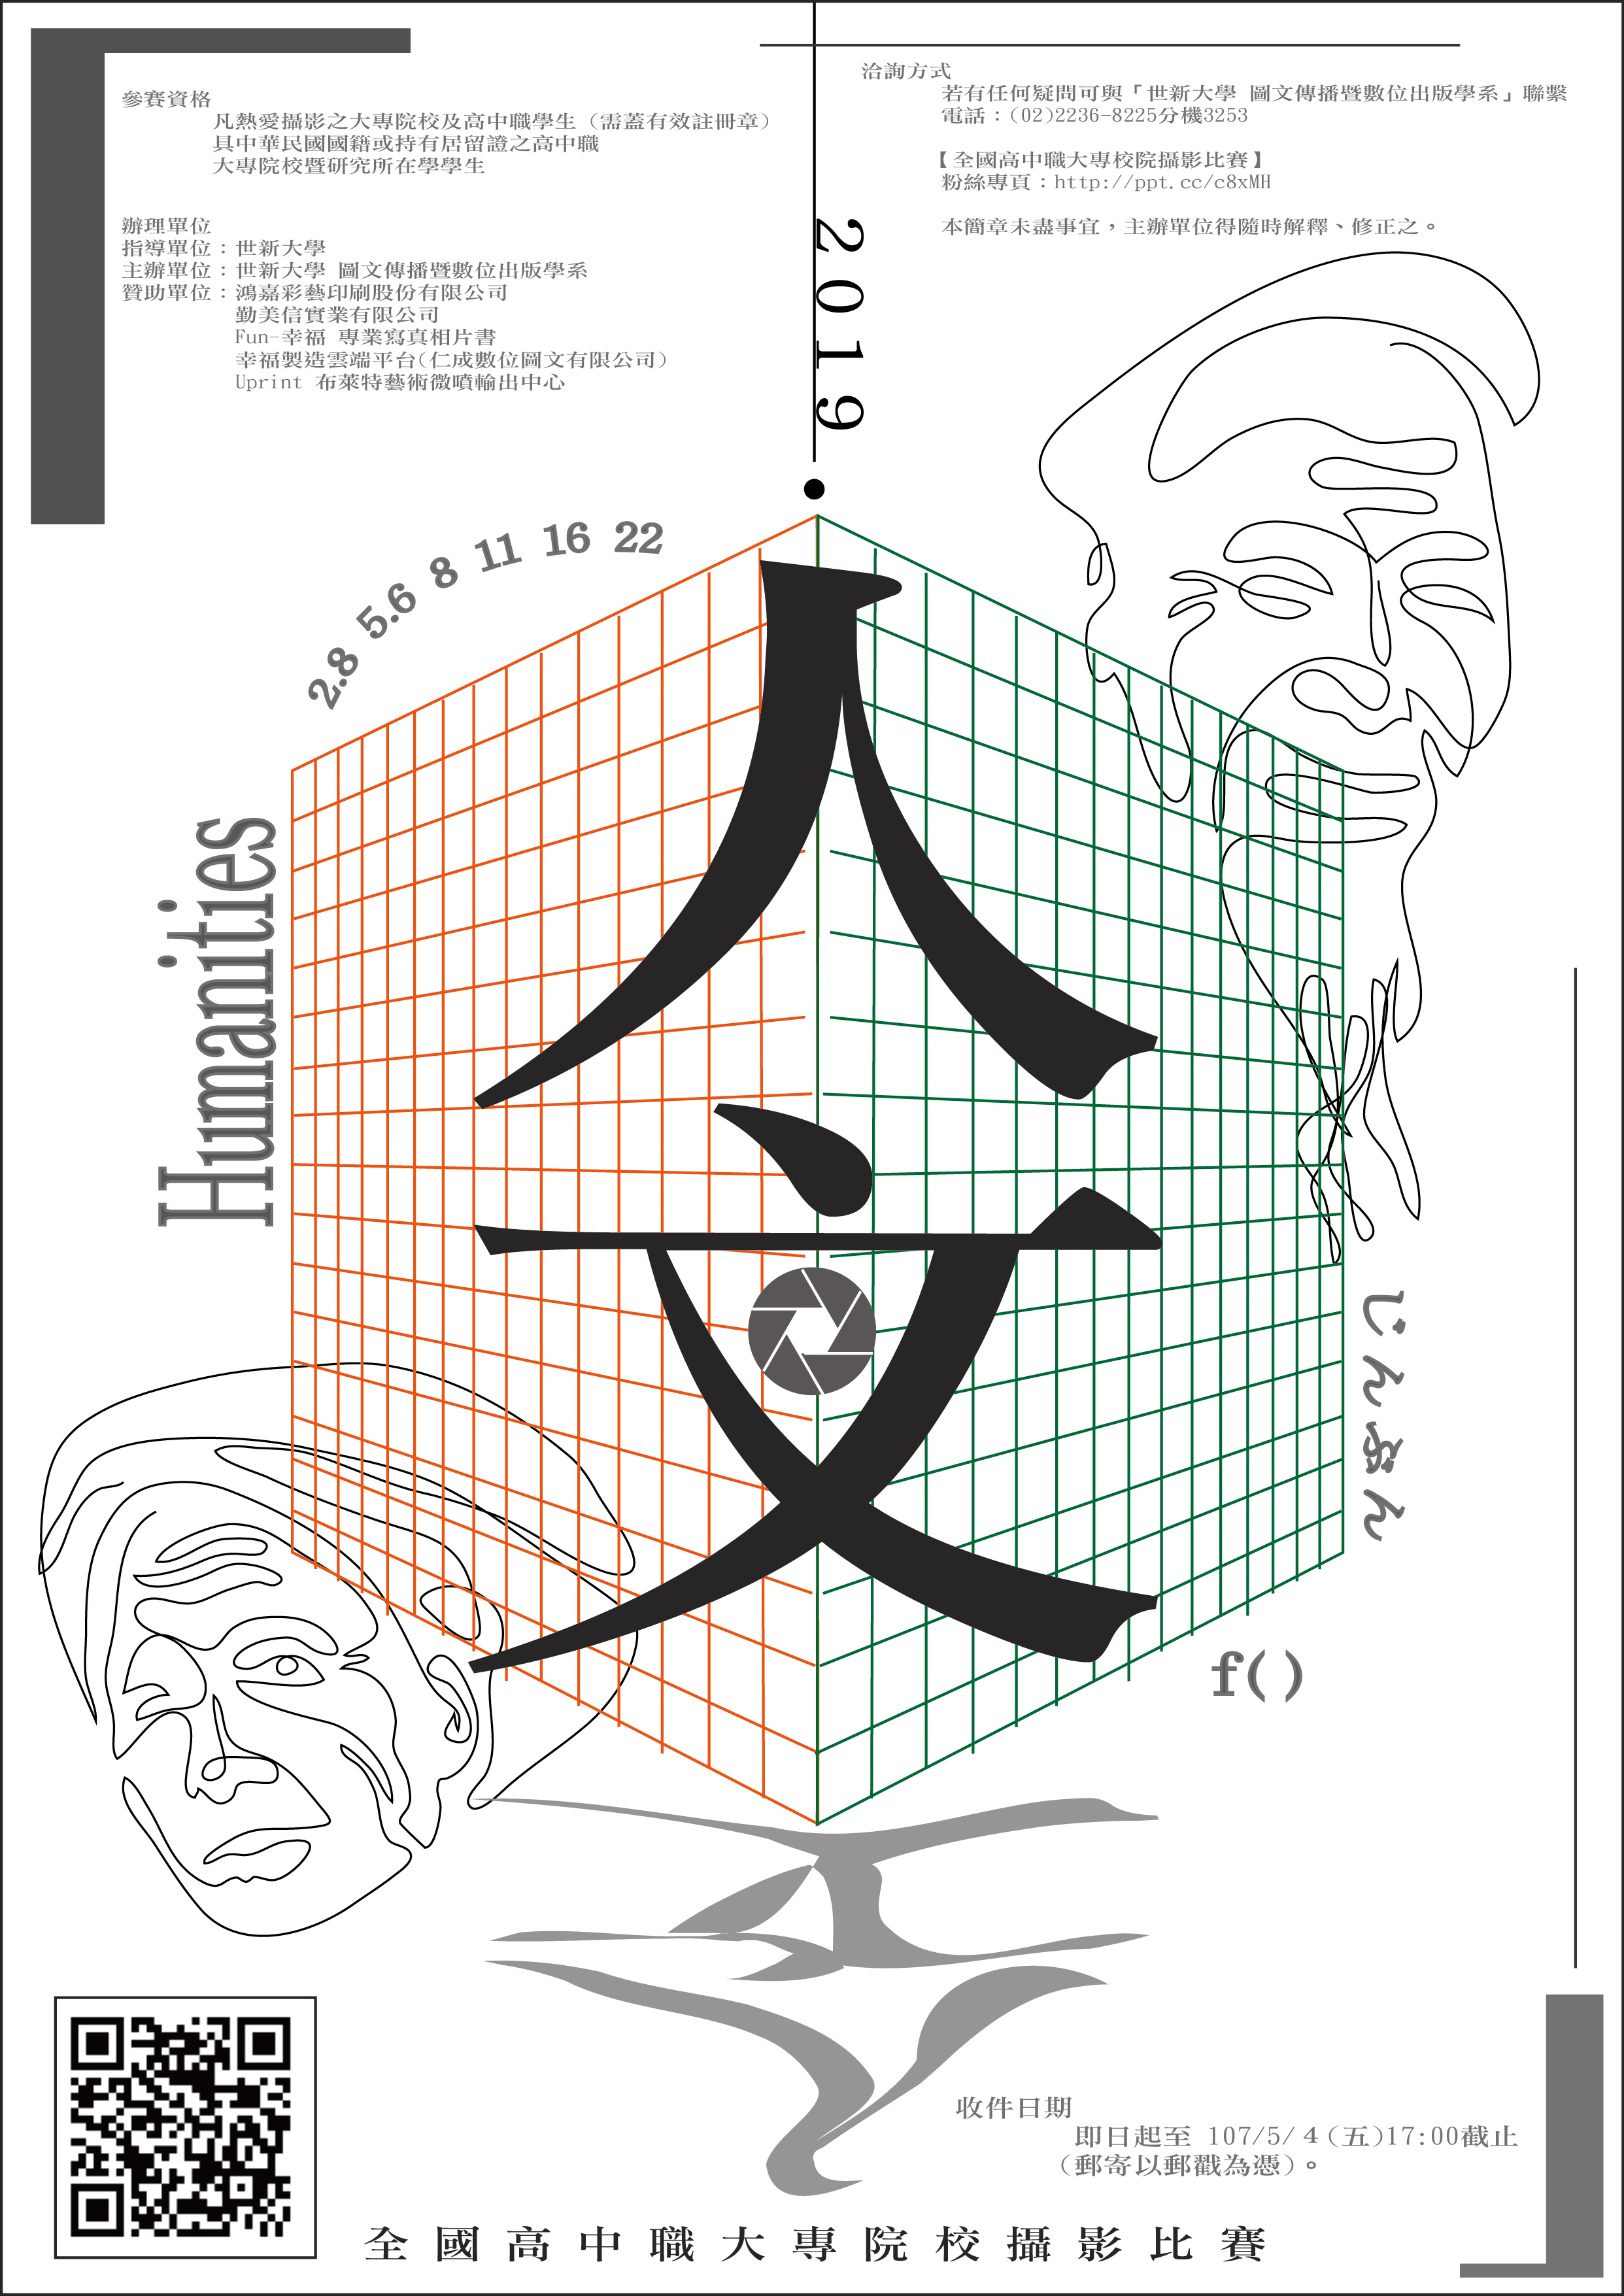 參賽資格
凡熱愛攝影之大專院校及高中職學生（需蓋有效註冊章）
具中華民國國籍或持有居留證之高中職
大專院校暨研究所在學學生
辦理單位
指導單位：世新大學
主辦單位：世新大學 圖文傳播暨數位出版學系
贊助單位：鴻嘉彩藝印刷股份有限公司
勤美信實業有限公司
Fun-幸福 專業寫真相片書
幸福製造雲端平台(仁成數位圖文有限公司)
Uprint 布萊特藝術微噴輸出中心
洽詢方式
若有任何疑問可與「世新大學 圖文傳播暨數位出版學系」聯繫
電話：(02)2236-8225分機3253
【全國高中職大專校院攝影比賽】
粉絲專頁：http://ppt.cc/c8xMH
本簡章未盡事宜，主辦單位得隨時解釋、修正之。
2019
2.8 5.6 8 11 16 22
人文
Humanities
じんぶん
f()
收件日期
即日起至 107/5/４(五)17:00截止
(郵寄以郵戳為憑)。
全國高中職大專院校攝影比賽